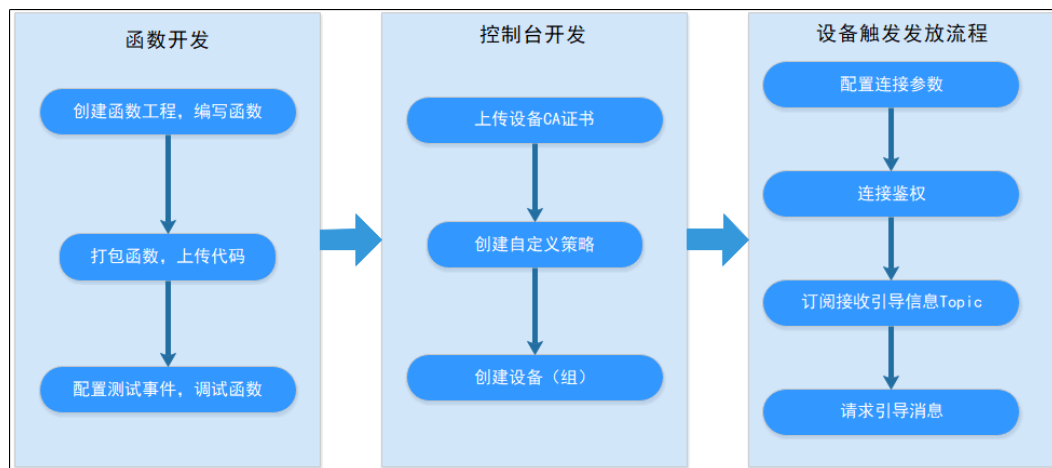 函数开发
创建函数工程，编写函数
打包函数，上传代码
配置测试事件，调试函数
控制台开发
上传设备CA证书
创建自定义策略
创建设备（组）
设备触发发放流程
配置连接参数
连接鉴权
订阅接收引导信息Topic
请求引导消息